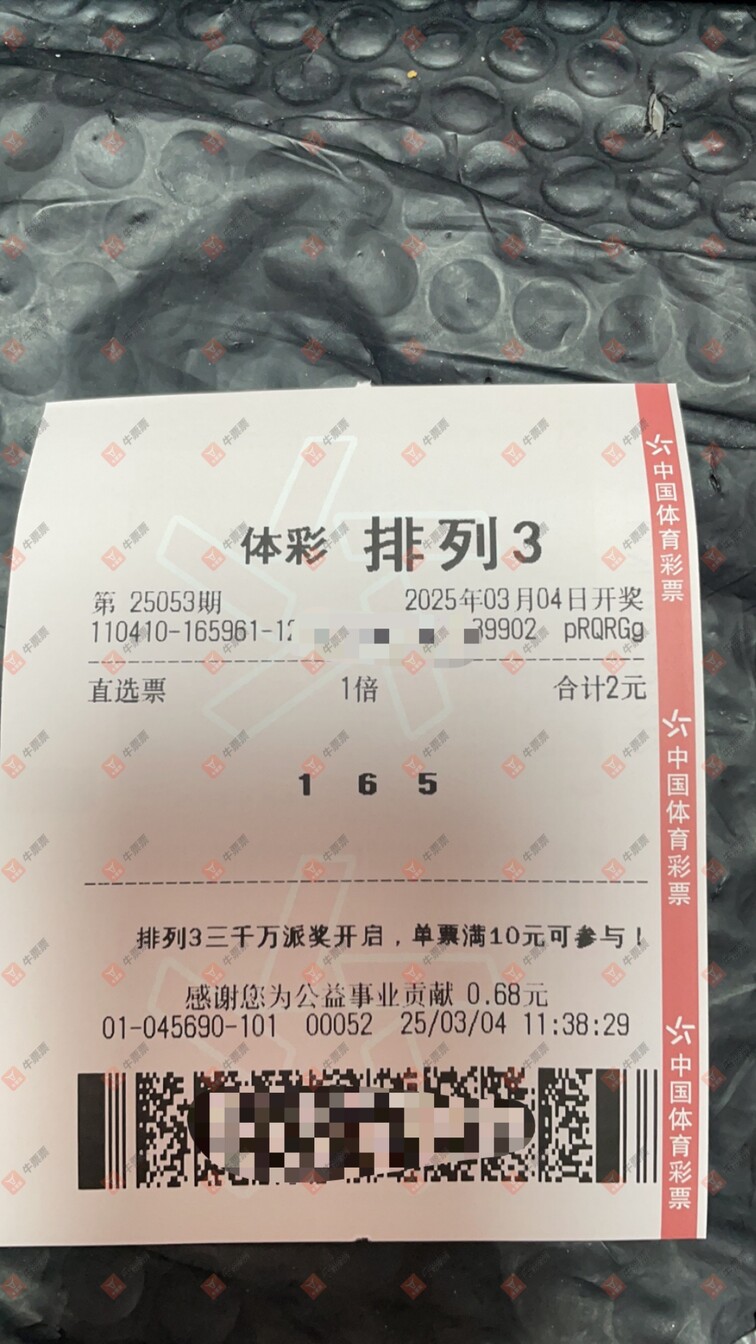 体彩 排列3
第 25053期 2025年03月04日开奖
110410-165961-12 39902 pRQRGg
直选票 1倍 合计2元
1 6 5
排列3三千万派奖开启，单票满10元可参与！
感谢您为公益事业贡献 0.68元
01-045690-101 00052 25/03/04 11:38:29
中国体育彩票
中国体育彩票
中国体育彩票
牛票票